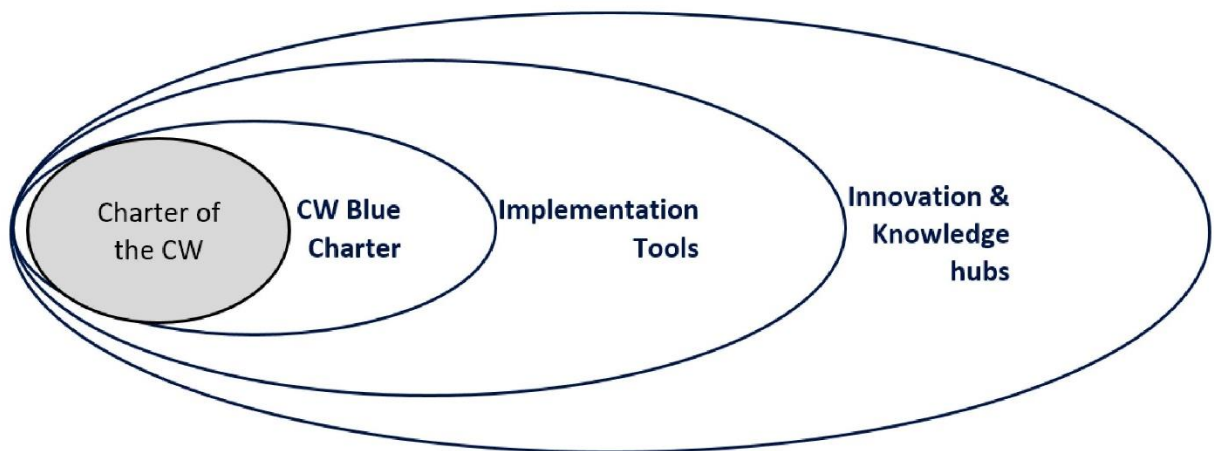 Charter of
the CW
CW Blue
Charter
Implementation
Tools
Innovation &
Knowledge
hubs